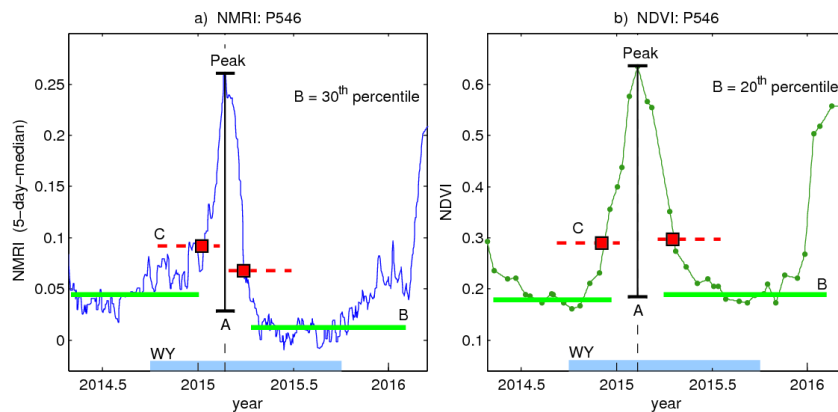 a) NMRI: P546
Peak
B = 30th percentile
NMRI (5-day-median)
0.25
0.2
0.15
0.1
0.05
0
C
B
A
WY
2014.5
2015
2015.5
2016
year
b) NDVI: P546
Peak
B = 20th percentile
NDVI
0.6
0.5
0.4
0.3
0.2
0.1
C
B
A
WY
2014.5
2015
2015.5
2016
year